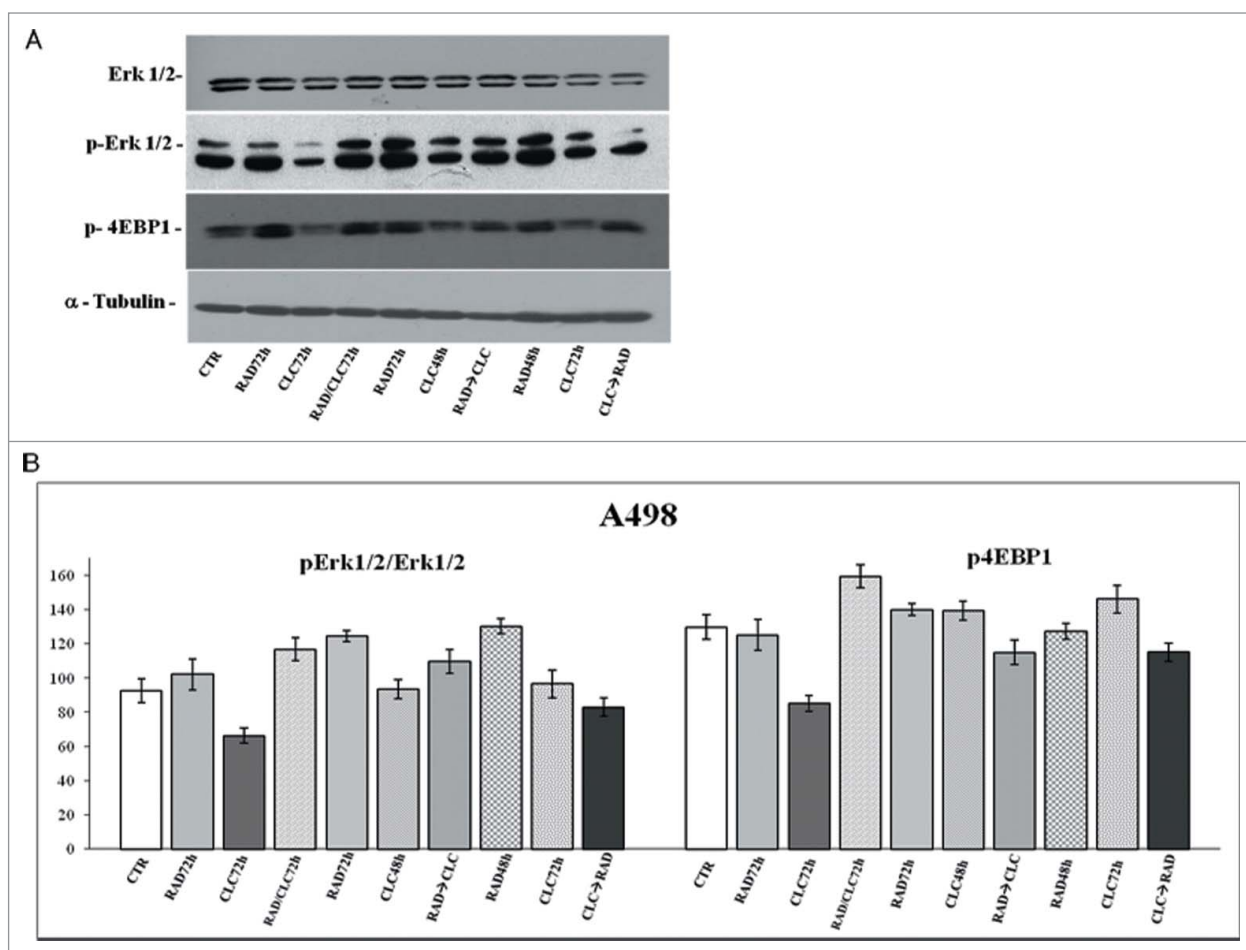 A
Erk 1/2-
p-Erk 1/2 -
p- 4EBP1 -
α - Tubulin -
CTR RAD72h CLC72h RAD/CLC72h RAD72h CLC48h RAD→CLC RAD48h CLC72h CLC→RAD
B
A498
pErk1/2/Erk1/2 p4EBP1
160
140
120
100
80
60
40
20
0
CTR RAD72h CLC72h RAD/CLC72h RAD72h CLC48h RAD→CLC RAD48h CLC72h CLC→RAD CTR RAD72h CLC72h RAD/CLC72h RAD72h CLC48h RAD→CLC RAD48h CLC72h CLC→RAD